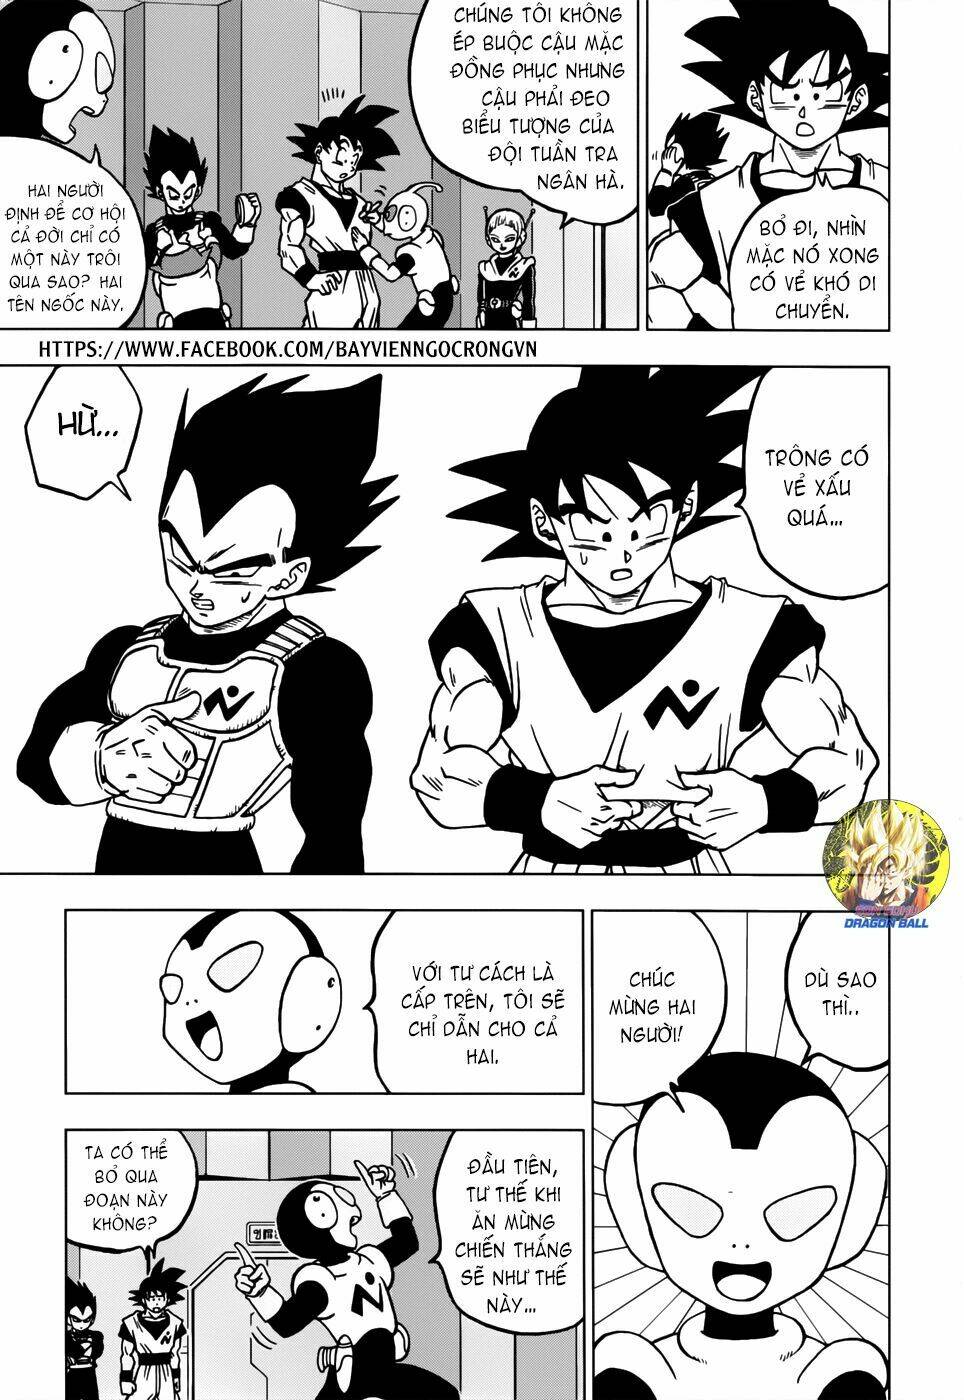 BỎ ĐI, NHÌN
MẶC NÓ XONG
CÓ VẺ KHÓ DI
CHUYỂN.
CHÚNG TÔI KHÔNG
ÉP BUỘC CẬU MẶC
ĐỒNG PHỤC NHƯNG
CẬU PHẢI ĐEO
BIỂU TƯỢNG CỦA
ĐỘI TUẦN TRA
NGÂN HÀ.
HAI NGƯỜI
ĐỊNH ĐỂ CƠ HỘI
CẢ ĐỜI CHỈ CÓ
MỘT NÀY TRÔI
QUA SAO? HAI
TÊN NGỐC NÀY.
HTTPS://WWW.FACEBOOK.COM/BAYVIENNGOCRONGVN
TRÔNG CÓ
VẺ XẤU
QUÁ...
HỪ...
SON GOKU
DRAGON BALL
DÙ SAO
THÌ..
CHÚC
MỪNG HAI
NGƯỜI!
VỚI TƯ CÁCH LÀ
CẤP TRÊN, TÔI SẼ
CHỈ DẪN CHO CẢ
HAI.
ĐẦU TIÊN,
TƯ THẾ KHI
ĂN MỪNG
CHIẾN THẮNG
SẼ NHƯ THẾ
NÀY...
TA CÓ THỂ
BỎ QUA
ĐOẠN NÀY
KHÔNG?